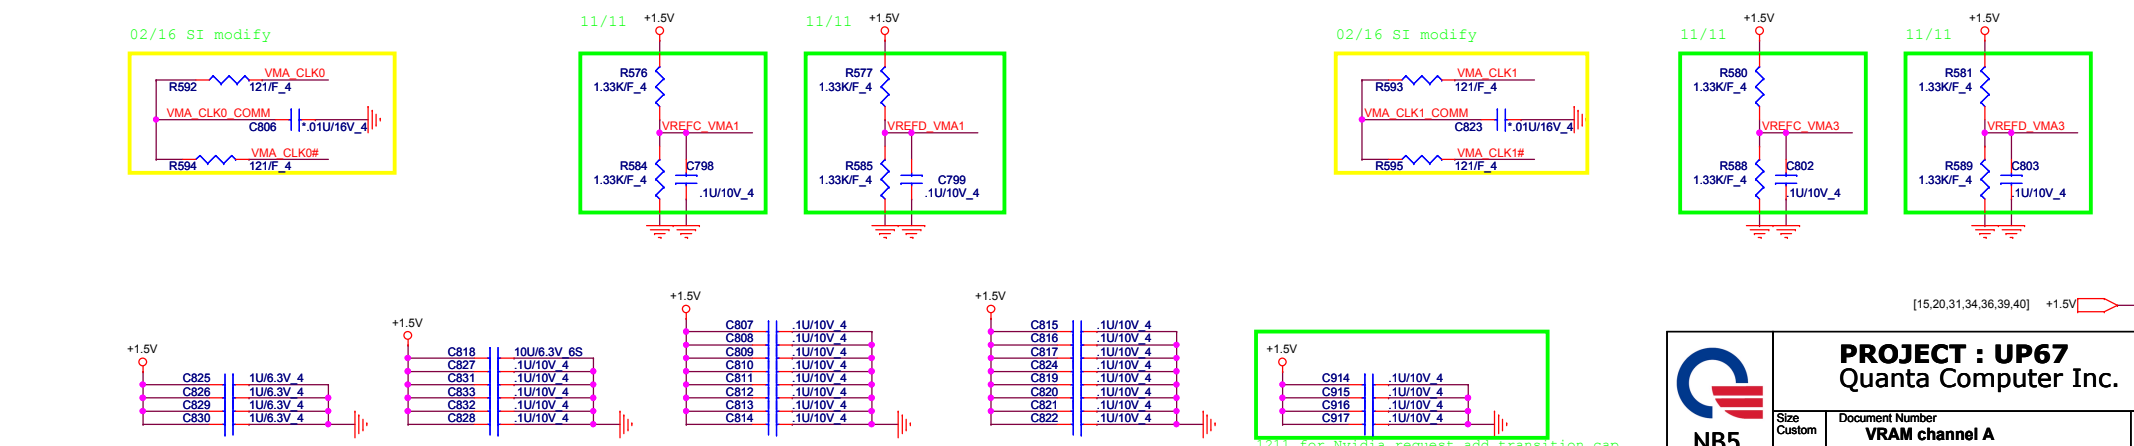 02/16 SI modify
R592
VMA_CLK0
121/F_4
VMA_CLK0_COMM
C806
*.01U/16V_4
R594
VMA_CLK0#
121/F_4
11/11
+1.5V
R576
1.33K/F_4
VREFC_VMA1
R584
1.33K/F_4
C798
.1U/10V_4
11/11
+1.5V
R577
1.33K/F_4
VREFD_VMA1
R585
1.33K/F_4
C799
.1U/10V_4
02/16 SI modify
R593
VMA_CLK1
121/F_4
VMA_CLK1_COMM
C823
*.01U/16V_4
R595
VMA_CLK1#
121/F_4
11/11
+1.5V
R580
1.33K/F_4
VREFC_VMA3
R588
1.33K/F_4
C802
.1U/10V_4
11/11
+1.5V
R581
1.33K/F_4
VREFD_VMA3
R589
1.33K/F_4
C803
.1U/10V_4
+1.5V
C825 1U/6.3V_4
C826 1U/6.3V_4
C829 1U/6.3V_4
C830 1U/6.3V_4
+1.5V
C818 10U/6.3V_6S
C827 .1U/10V_4
C831 .1U/10V_4
C833 .1U/10V_4
C832 .1U/10V_4
C828 .1U/10V_4
+1.5V
C807 .1U/10V_4
C808 .1U/10V_4
C809 .1U/10V_4
C810 .1U/10V_4
C811 .1U/10V_4
C812 .1U/10V_4
C813 .1U/10V_4
C814 .1U/10V_4
+1.5V
C815 .1U/10V_4
C816 .1U/10V_4
C817 .1U/10V_4
C824 .1U/10V_4
C819 .1U/10V_4
C820 .1U/10V_4
C821 .1U/10V_4
C822 .1U/10V_4
+1.5V
C914 .1U/10V_4
C915 .1U/10V_4
C916 .1U/10V_4
C917 .1U/10V_4
1211 for Nvidia request add transition cap
[15,20,31,34,36,39,40] +1.5V
PROJECT : UP67
Quanta Computer Inc.
NB5
Size
Custom
Document Number
VRAM channel A